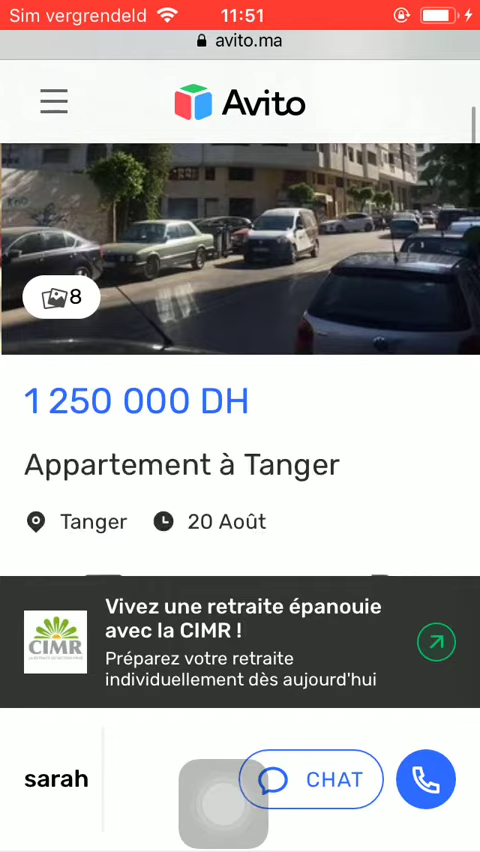 Sim vergrendeld 11:51
avito.ma
Avito
8
1 250 000 DH
Appartement à Tanger
Tanger 20 Août
Vivez une retraite épanouie
avec la CIMR !
CIMR
Préparez votre retraite
individuellement dès aujourd'hui
sarah CHAT